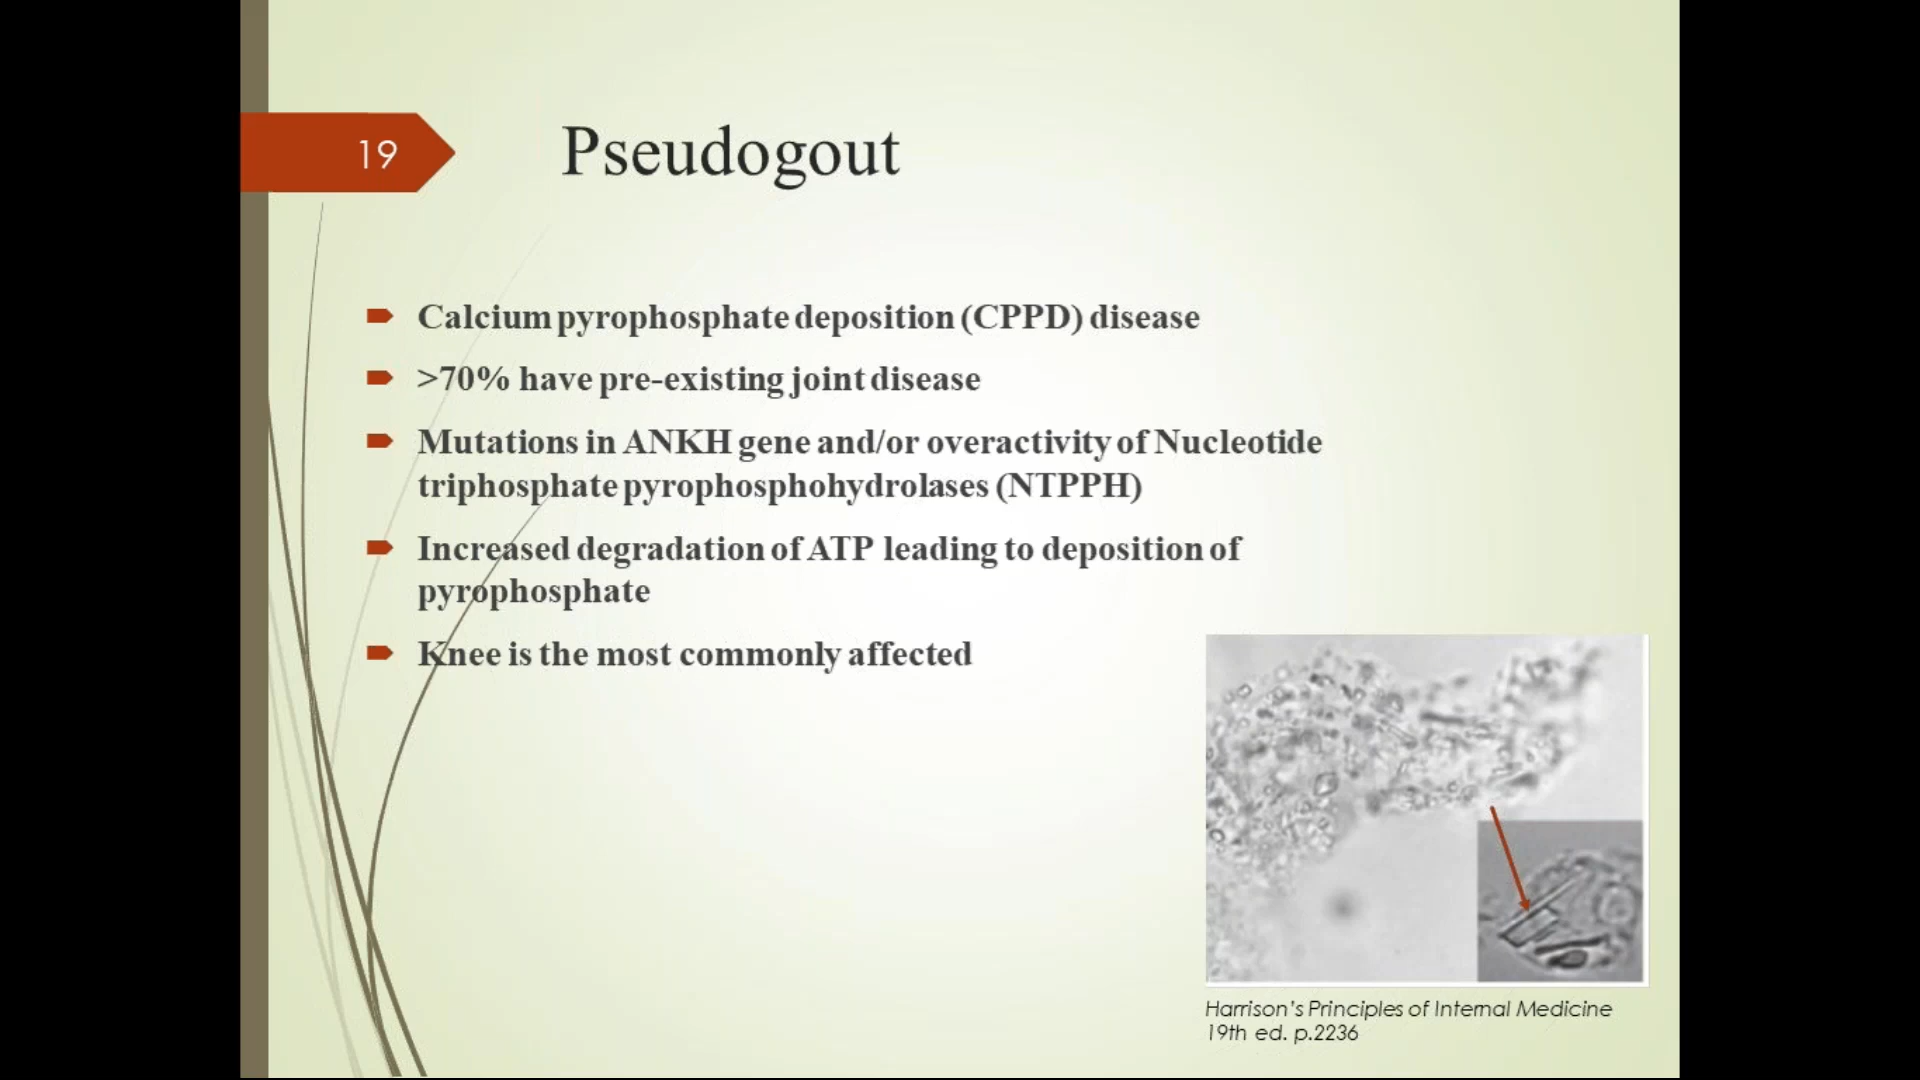 19
Pseudogout
Calcium pyrophosphate deposition (CPPD) disease
>70% have pre-existing joint disease
Mutations in ANKH gene and/or overactivity of Nucleotide
triphosphate pyrophosphohydrolases (NTPPH)
Increased degradation of ATP leading to deposition of
pyrophosphate
Knee is the most commonly affected
Harrison's Principles of Internal Medicine
19th ed. p.2236